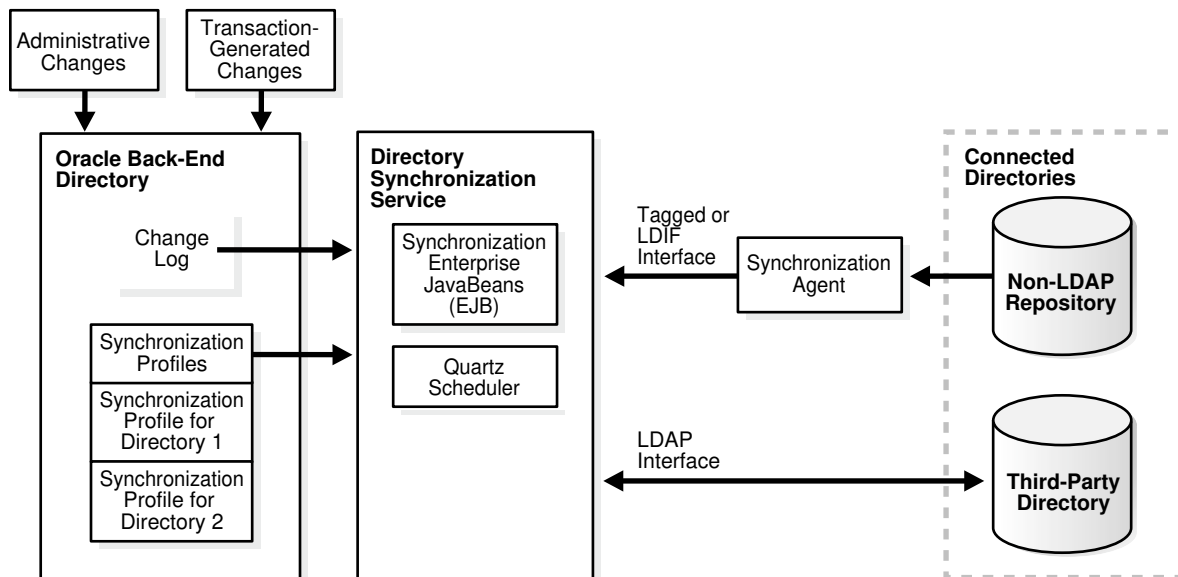 Administrative
Changes
Transaction-
Generated
Changes
Oracle Back-End
Directory
Change
Log
Synchronization
Profiles
Synchronization
Profile for
Directory 1
Synchronization
Profile for
Directory 2
Directory
Synchronization
Service
Synchronization
Enterprise
JavaBeans
(EJB)
Quartz
Scheduler
Tagged or
LDIF
Interface
Synchronization
Agent
LDAP
Interface
Connected
Directories
Non-LDAP
Repository
Third-Party
Directory